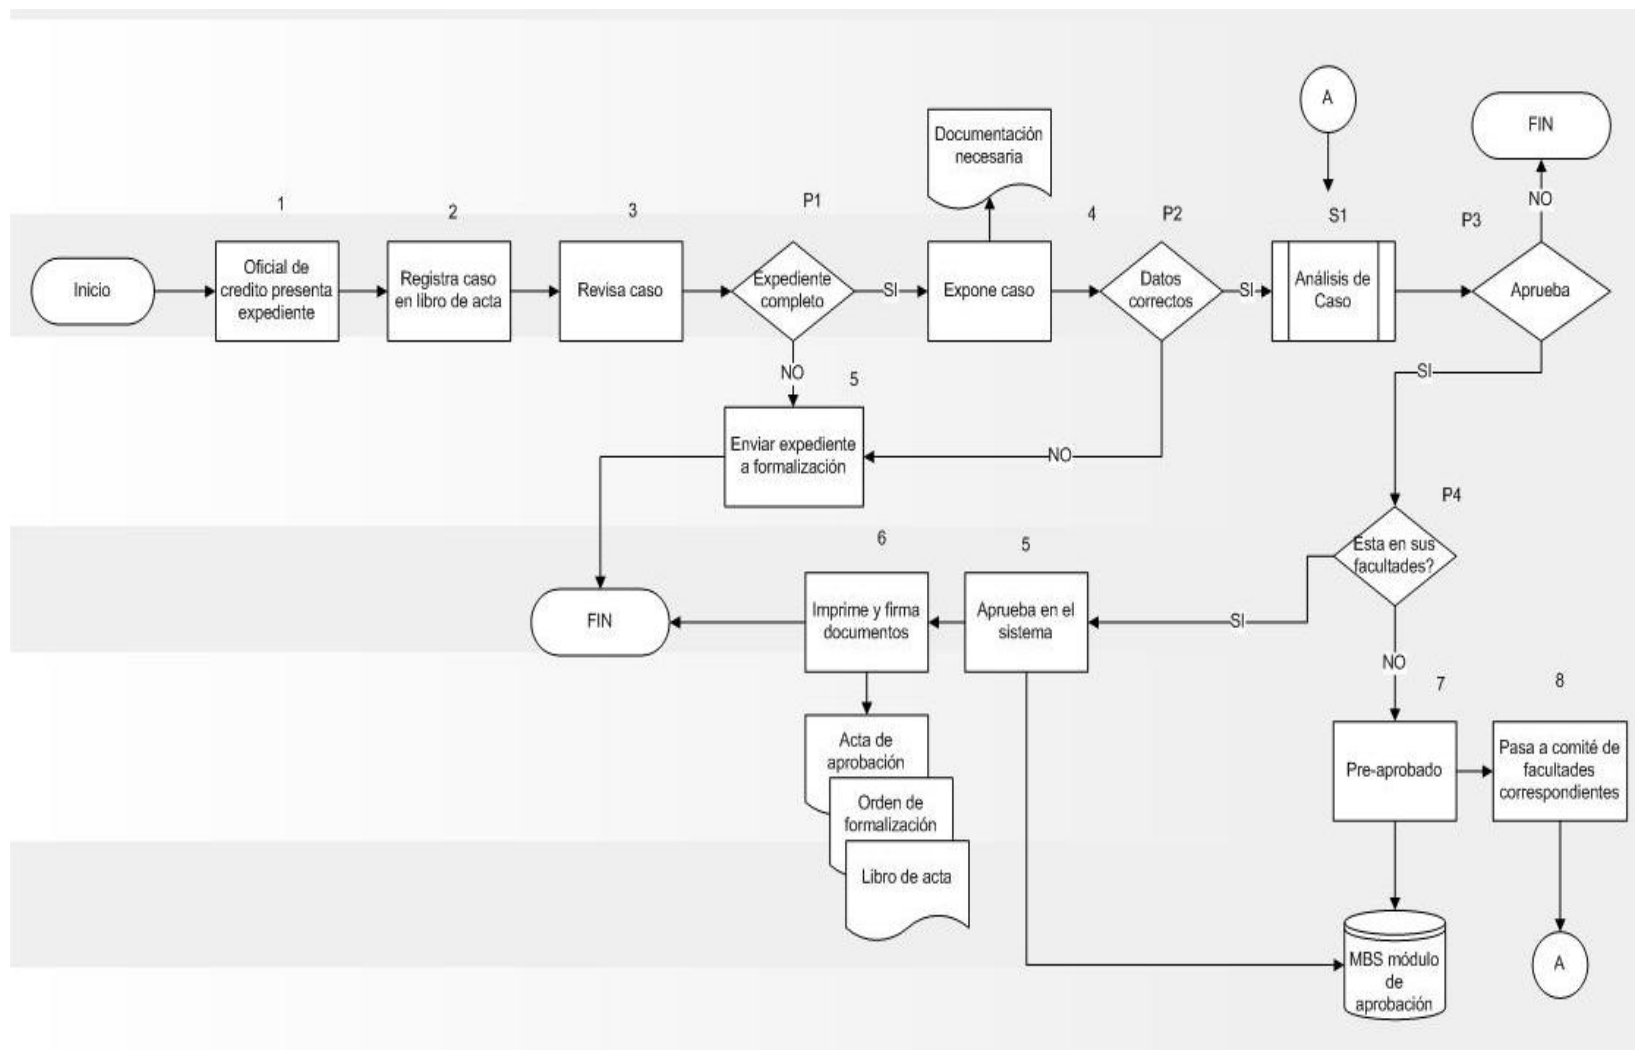 A
FIN
Documentación
necesaria
NO
1
2
3
P1
4
P2
S1
P3
Inicio
Oficial de
credito presenta
expediente
Registra caso
en libro de acta
Revisa caso
Expediente
completo
SI
Expone caso
Datos
correctos
SI
Análisis de
Caso
Aprueba
NO
5
SI
Enviar expediente
a formalización
NO
P4
6
5
Esta en sus
facultades?
FIN
Imprime y firma
documentos
Aprueba en el
sistema
SI
NO
7
8
Acta de
aprobación
Orden de
formalización
Libro de acta
Pre-aprobado
Pasa a comité de
facultades
correspondientes
MBS módulo
de
aprobación
A